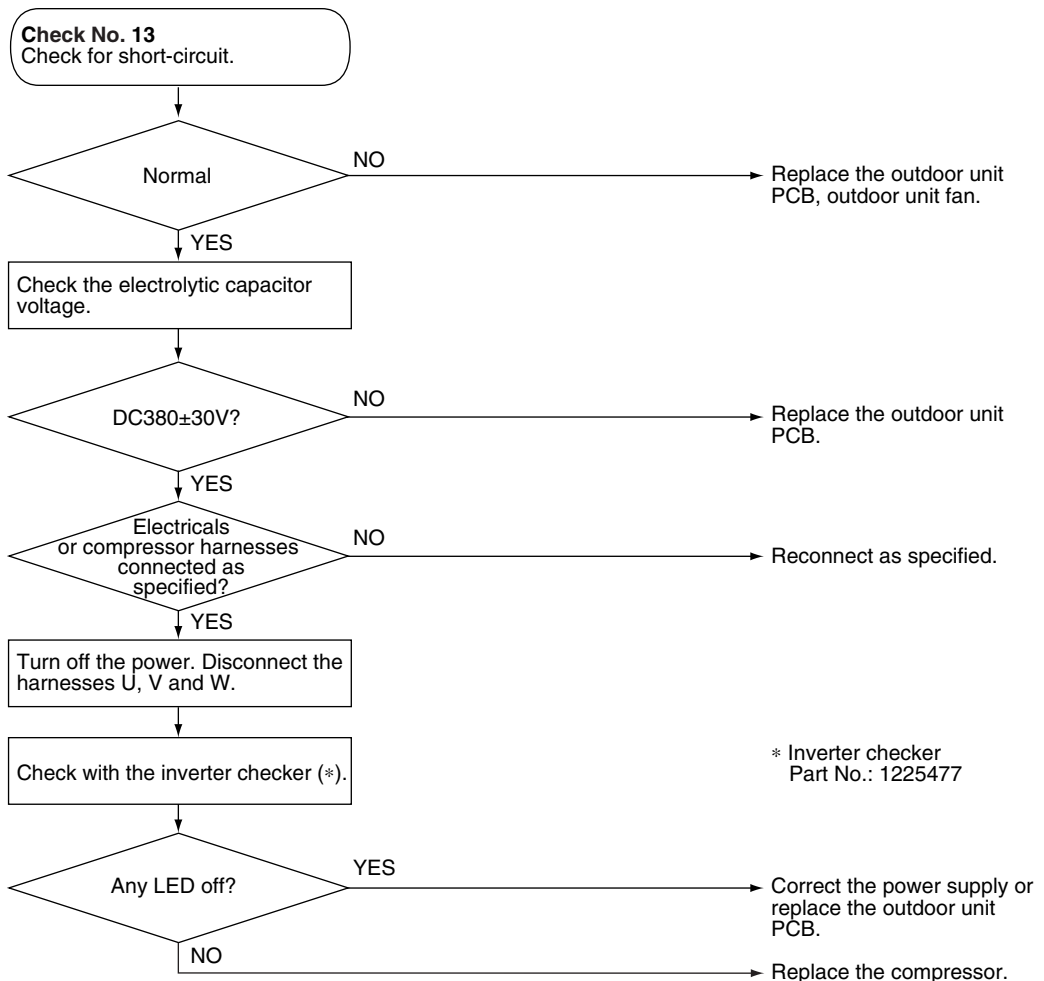 Check No. 13
Check for short-circuit.
Normal
NO
Replace the outdoor unit
PCB, outdoor unit fan.
YES
Check the electrolytic capacitor
voltage.
DC380±30V?
NO
Replace the outdoor unit
PCB.
YES
Electricals
or compressor harnesses
connected as
specified?
NO
Reconnect as specified.
YES
Turn off the power. Disconnect the
harnesses U, V and W.
Check with the inverter checker (∗).
∗ Inverter checker
Part No.: 1225477
Any LED off?
YES
Correct the power supply or
replace the outdoor unit
PCB.
NO
Replace the compressor.